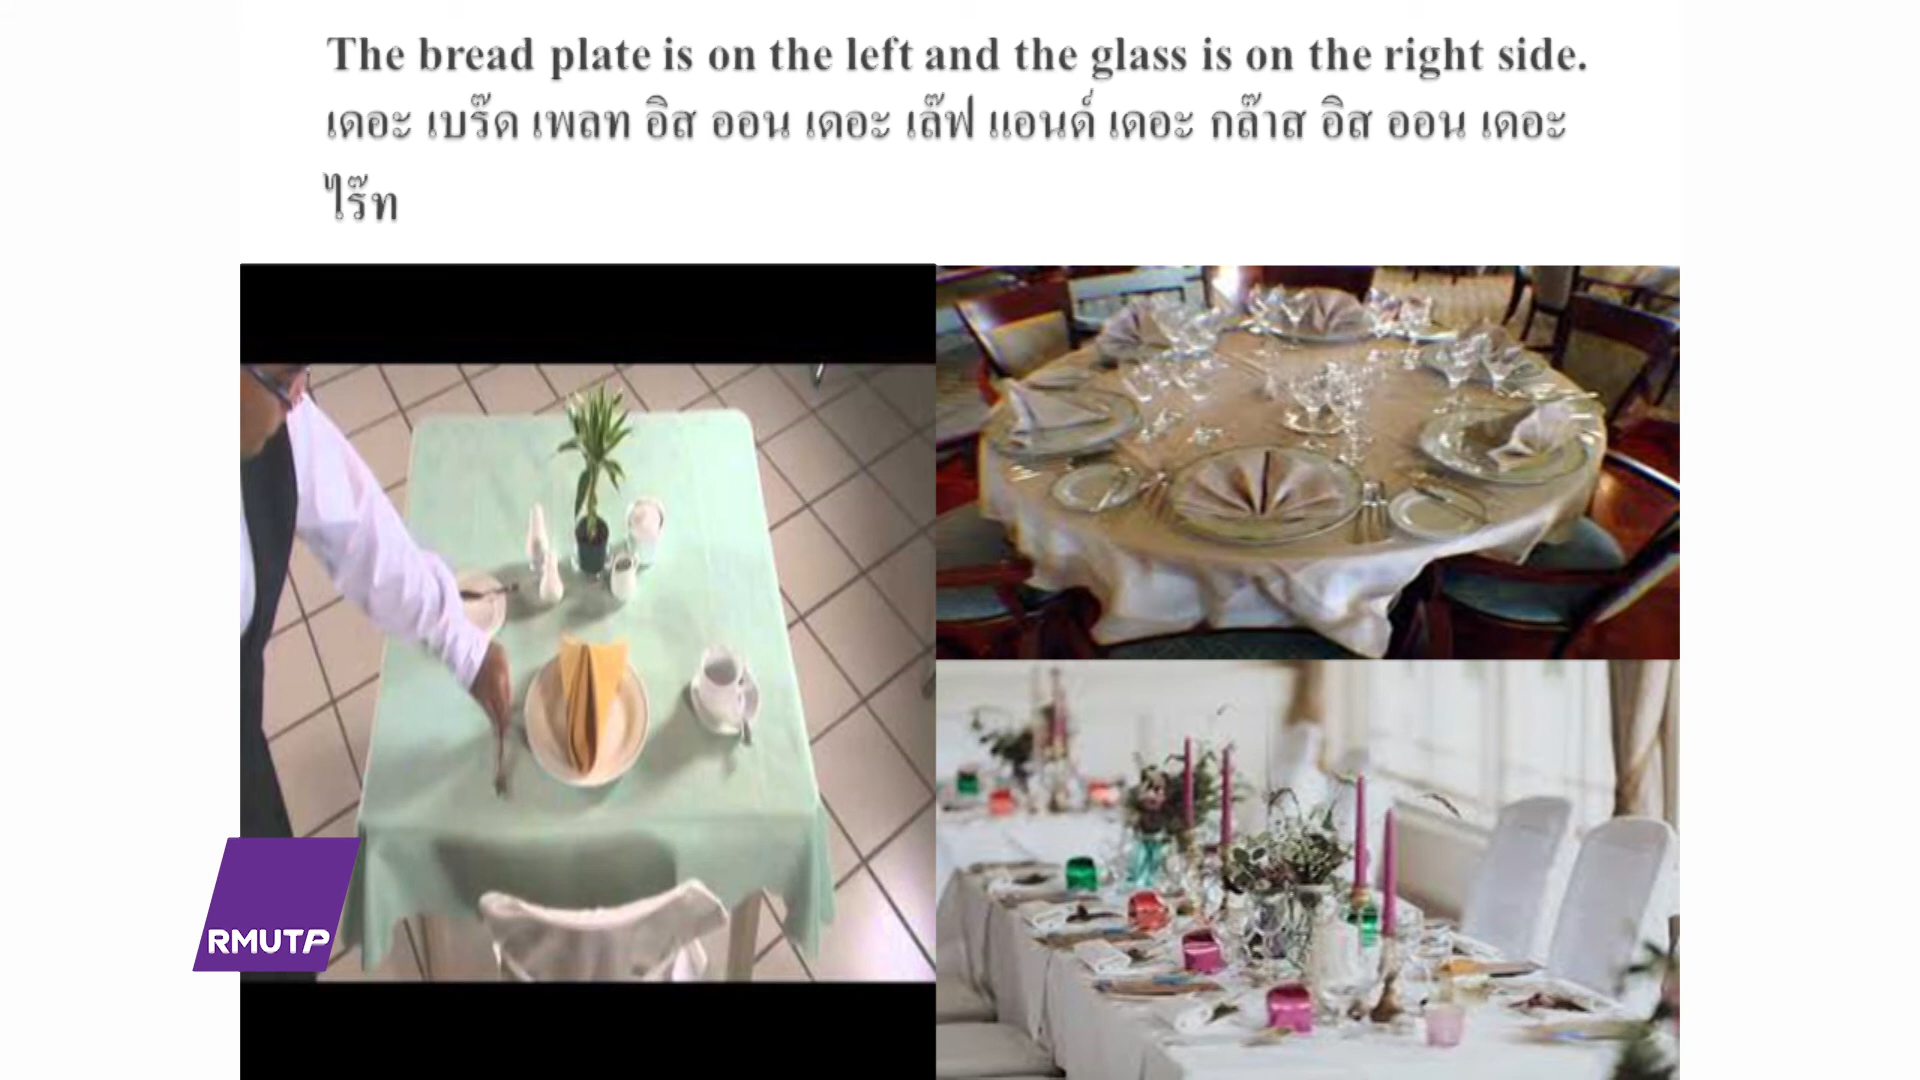 The bread plate is on the left and the glass is on the right side.
เดอะ เบร๊ด เพลท อิส ออน เดอะ เล๊ฟ แอนด์ เดอะ กล๊าส อิส ออน เดอะ
ไร๊ท
RMUTP